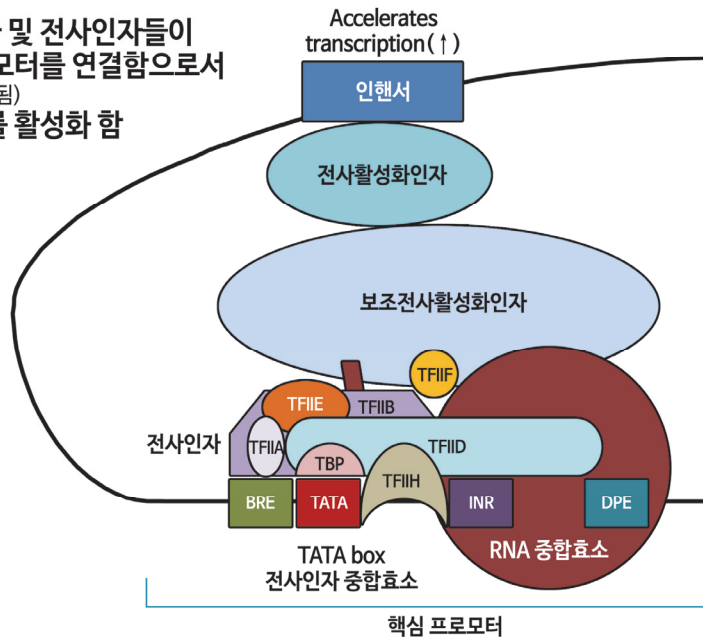 및 전사인자들이
모터를 연결함으로서
됨)
를 활성화 함
Accelerates
transcription(↑)
인핸서
전사활성화인자
보조전사활성화인자
TFIIF
TFIIE
TFIIB
전사인자
TFIIA
TFIID
TBP
TFIIH
BRE
TATA
INR
DPE
RNA 중합효소
TATA box
전사인자 중합효소
핵심 프로모터